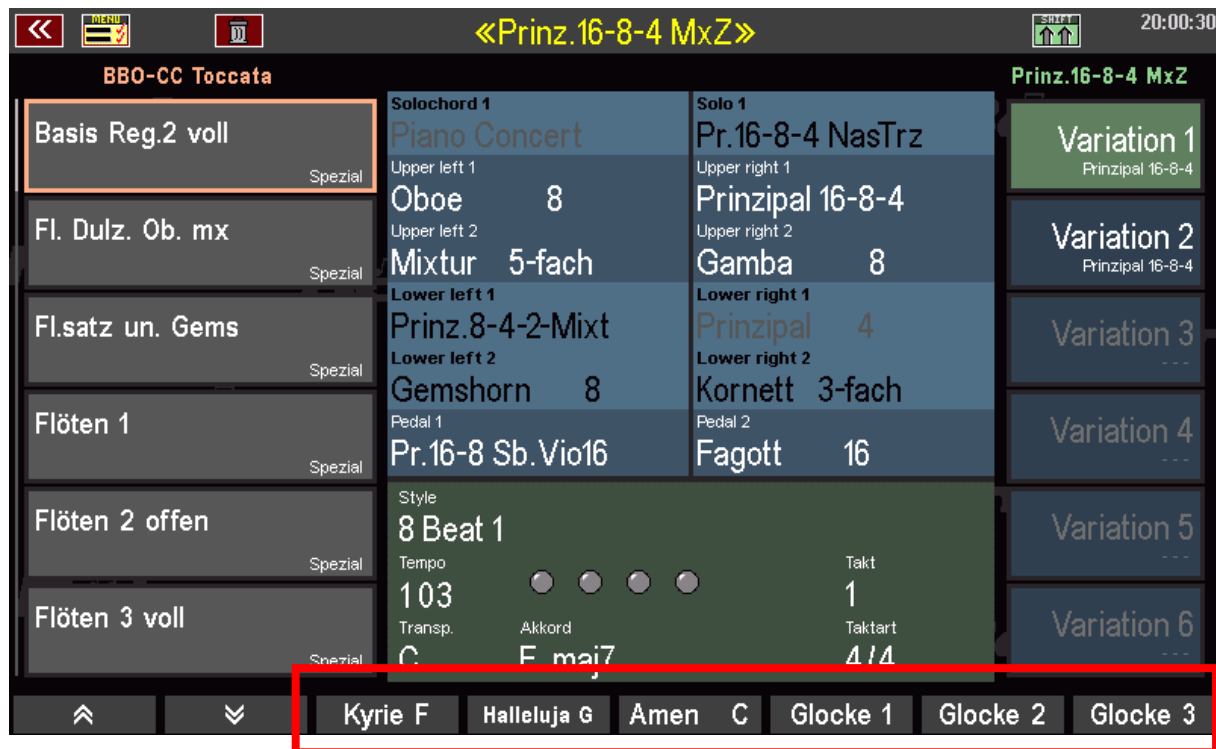 MENU
«Prinz.16-8-4 MxZ»
SHIFT
20:00:30
BBO-CC Toccata
Prinz.16-8-4 MxZ
Basis Reg.2 voll
Spezial
Fl. Dulz. Ob. mx
Spezial
Fl.satz un. Gems
Spezial
Flöten 1
Spezial
Flöten 2 offen
Spezial
Flöten 3 voll
Spezial
Solochord 1
Piano Concert
Solo 1
Pr.16-8-4 NasTrz
Upper left 1
Oboe 8
Upper right 1
Prinzipal 16-8-4
Upper left 2
Mixtur 5-fach
Upper right 2
Gamba 8
Lower left 1
Prinz.8-4-2-Mixt
Lower right 1
Prinzipal 4
Lower left 2
Gemshorn 8
Lower right 2
Kornett 3-fach
Pedal 1
Pr.16-8 Sb.Vio16
Pedal 2
Fagott 16
Style
8 Beat 1
Tempo
103
Takt
1
Transp.
C
Akkord
F maj7
Taktart
4/4
Variation 1
Prinzipal 16-8-4
Variation 2
Prinzipal 16-8-4
Variation 3
---
Variation 4
---
Variation 5
---
Variation 6
---
Kyrie F
Halleluja G
Amen C
Glocke 1
Glocke 2
Glocke 3